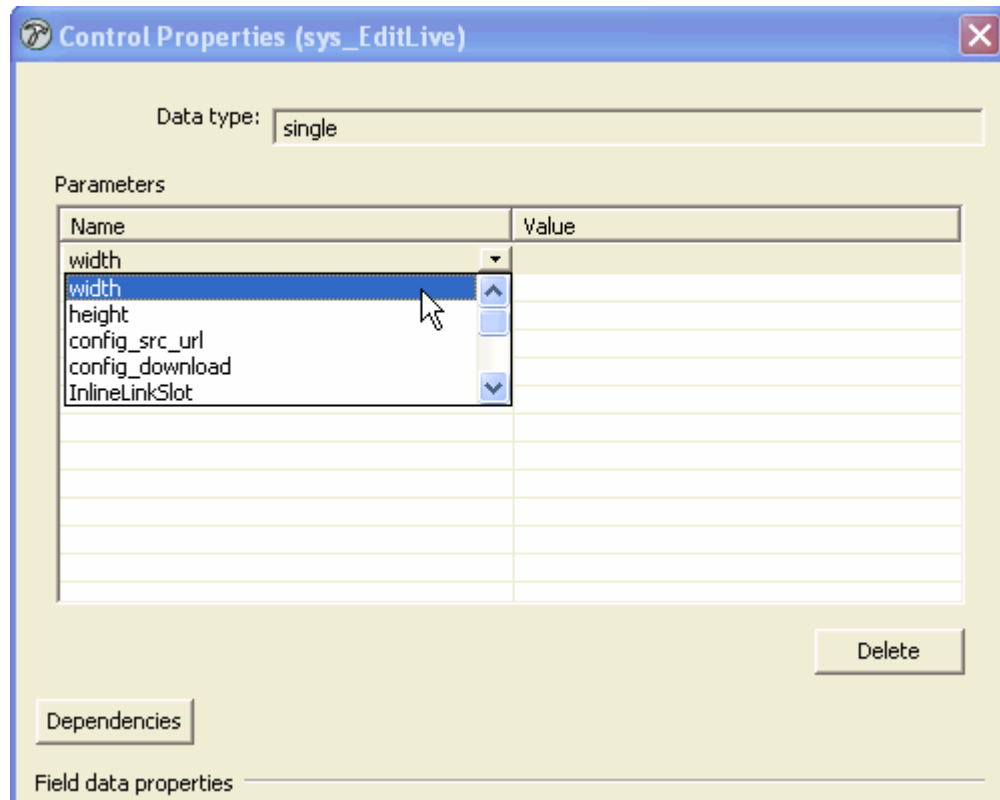 Control Properties (sys_EditLive)
Data type: single
Parameters
Name Value
width
width
height
config_src_url
config_download
InlineLinkSlot
Delete
Dependencies
Field data properties